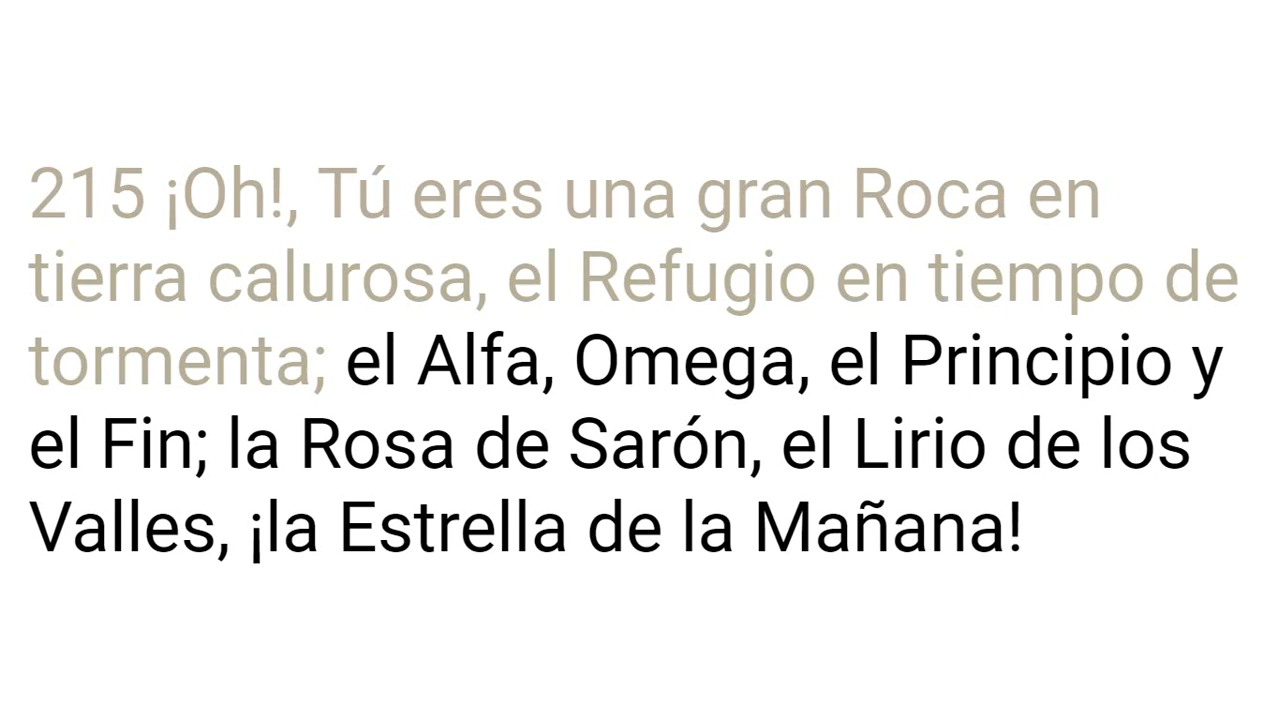 215 ¡Oh!, Tú eres una gran Roca en
tierra calurosa, el Refugio en tiempo de
tormenta; el Alfa, Omega, el Principio y
el Fin; la Rosa de Sarón, el Lirio de los
Valles, ¡la Estrella de la Mañana!